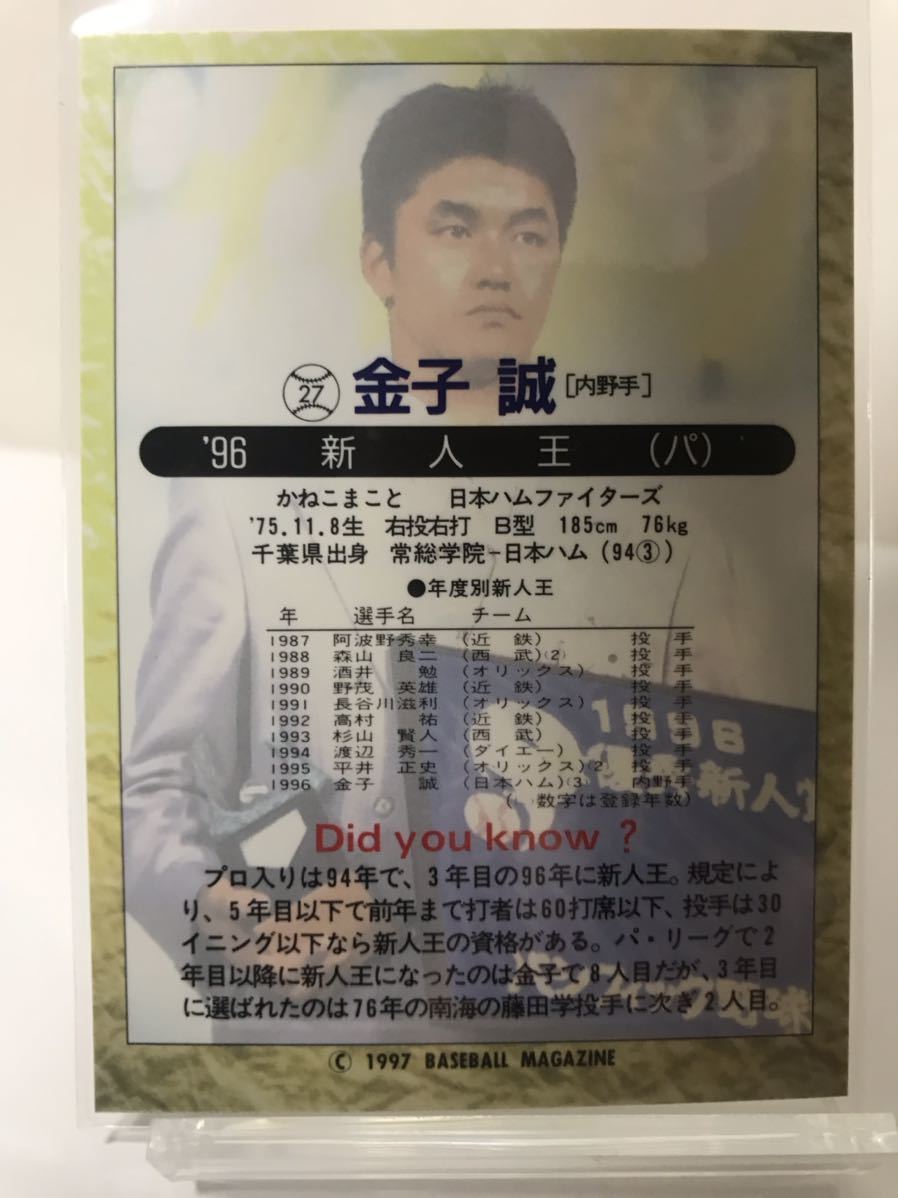 27 金子 誠 [内野手]
'96 新人王 (パ)
かねこまこと 日本ハムファイターズ
'75.11.8生 右投右打 B型 185cm 76kg
千葉県出身 常総学院-日本ハム (94③)
●年度別新人王
年 選手名 チーム
1987 阿波野秀幸 (近 鉄) 投 手
1988 森山 良二 (西 武)(2) 投 手
1989 酒井 勉 (オリックス) 投 手
1990 野茂 英雄 (近 鉄) 投 手
1991 長谷川滋利 (オリックス) 投 手
1992 高村 祐 (近 鉄) 投 手
1993 杉山 賢人 (西 武) 投 手
1994 渡辺 秀一 (ダイエー) 投 手
1995 平井 正史 (オリックス)(2) 投 手
1996 金子 誠 (日本ハム)(3) 内野手
( 数字は登録年数)
Did you know ?
プロ入りは94年で、3年目の96年に新人王。規定によ
り、5年目以下で前年まで打者は60打席以下、投手は30
イニング以下なら新人王の資格がある。パ・リーグで2
年目以降に新人王になったのは金子で8人目だが、3年目
に選ばれたのは76年の南海の藤田学投手に次き2人目。
© 1997 BASEBALL MAGAZINE
新人